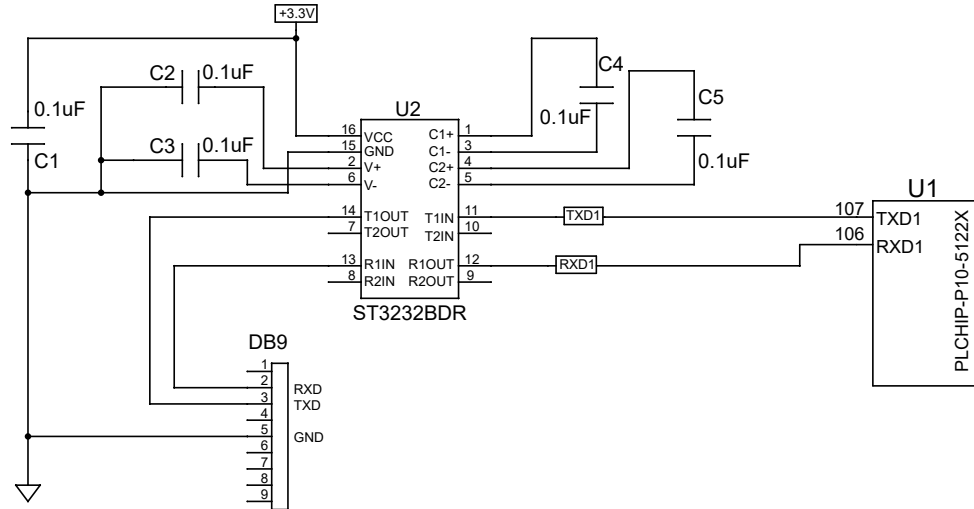 +3.3V
C2 0.1uF
C4
C5
0.1uF
U2
0.1uF
C1
C3 0.1uF
0.1uF
U1
16 VCC C1+ 1
15 GND C1- 3
2 V+ C2+ 4
6 V- C2- 5
14 T1OUT T1IN 11 TXD1 107 TXD1
7 T2OUT T2IN 10
106 RXD1
13 R1IN R1OUT 12 RXD1
8 R2IN R2OUT 9
ST3232BDR
PLCHIP-P10-5122X
DB9
1
2 RXD
3 TXD
4
5 GND
6
7
8
9